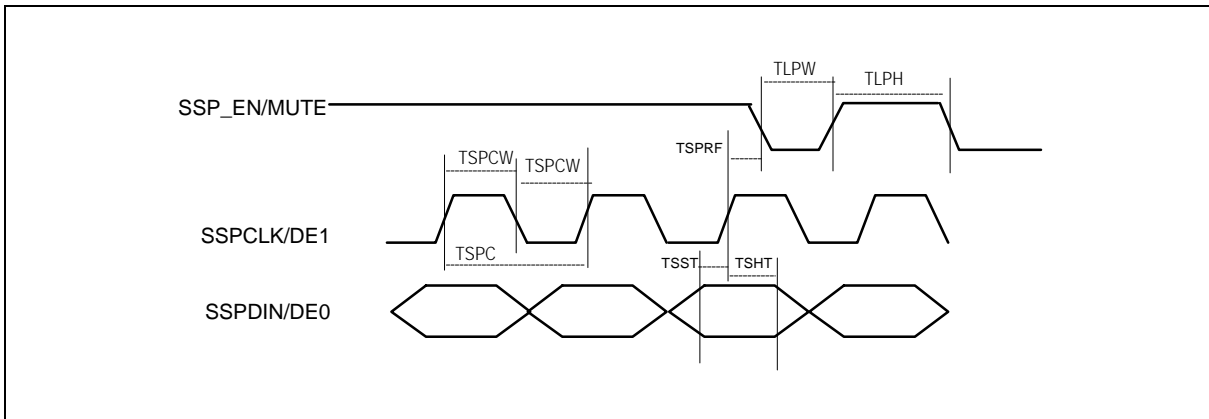 TLPW
TLPH
SSP_EN/MUTE
TSPRF
TSPCW
TSPCW
SSPCLK/DE1
TSPC
TSST
TSHT
SSPDIN/DE0